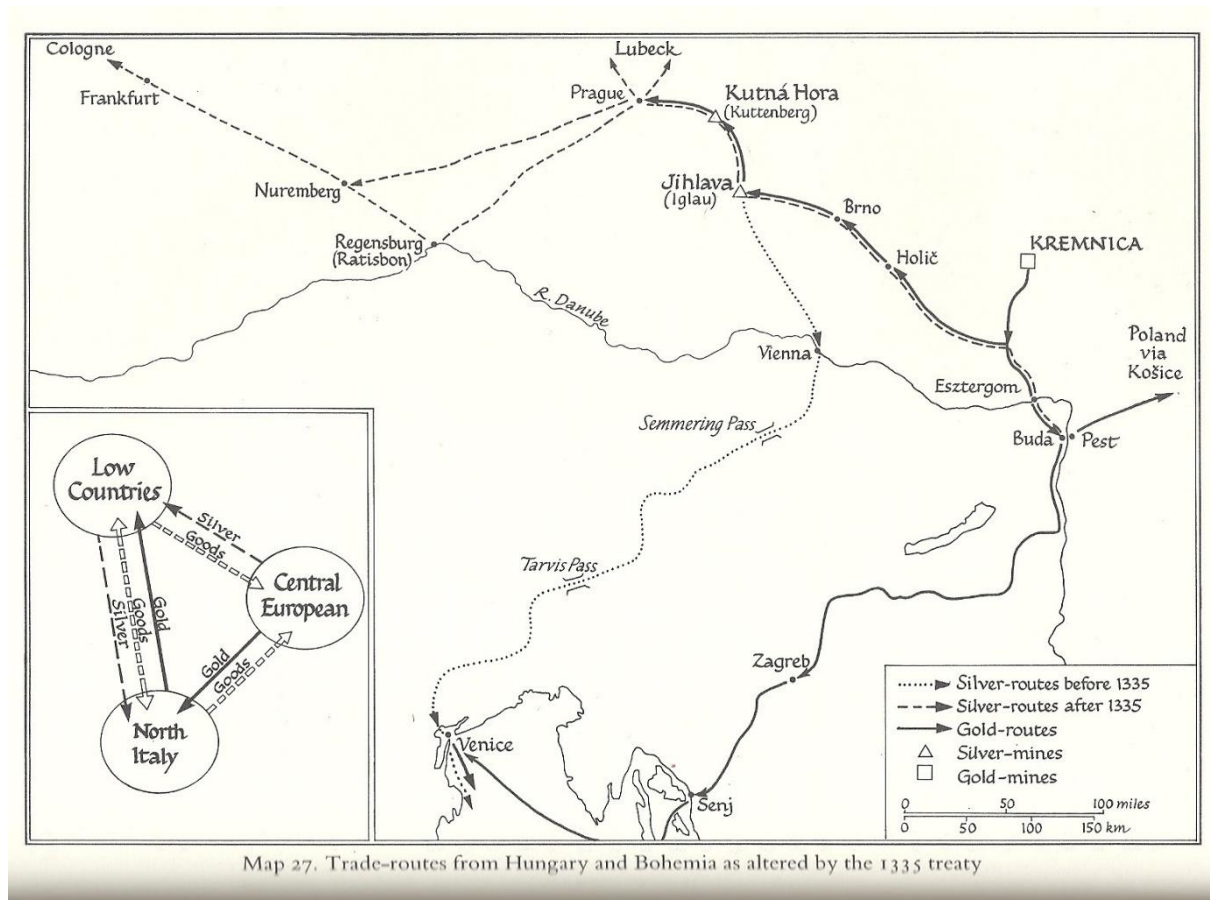 Cologne
Frankfurt
Lubeck
Prague
Kutná Hora
(Kuttenberg)
Nuremberg
Jihlava
(Iglau)
Brno
Regensburg
(Ratisbon)
Holič
KREMNICA
R. Danube
Vienna
Poland
via
Košice
Esztergom
Semmering Pass
Buda
Pest
Tarvis Pass
Zagreb
Venice
Senj
Low
Countries
Silver
Goods
Central
European
Silver
Goods
Gold
Gold
Goods
North
Italy
Silver-routes before 1335
Silver-routes after 1335
Gold-routes
Silver-mines
Gold-mines
0 50 100 miles
0 50 100 150 km
Map 27. Trade-routes from Hungary and Bohemia as altered by the 1335 treaty